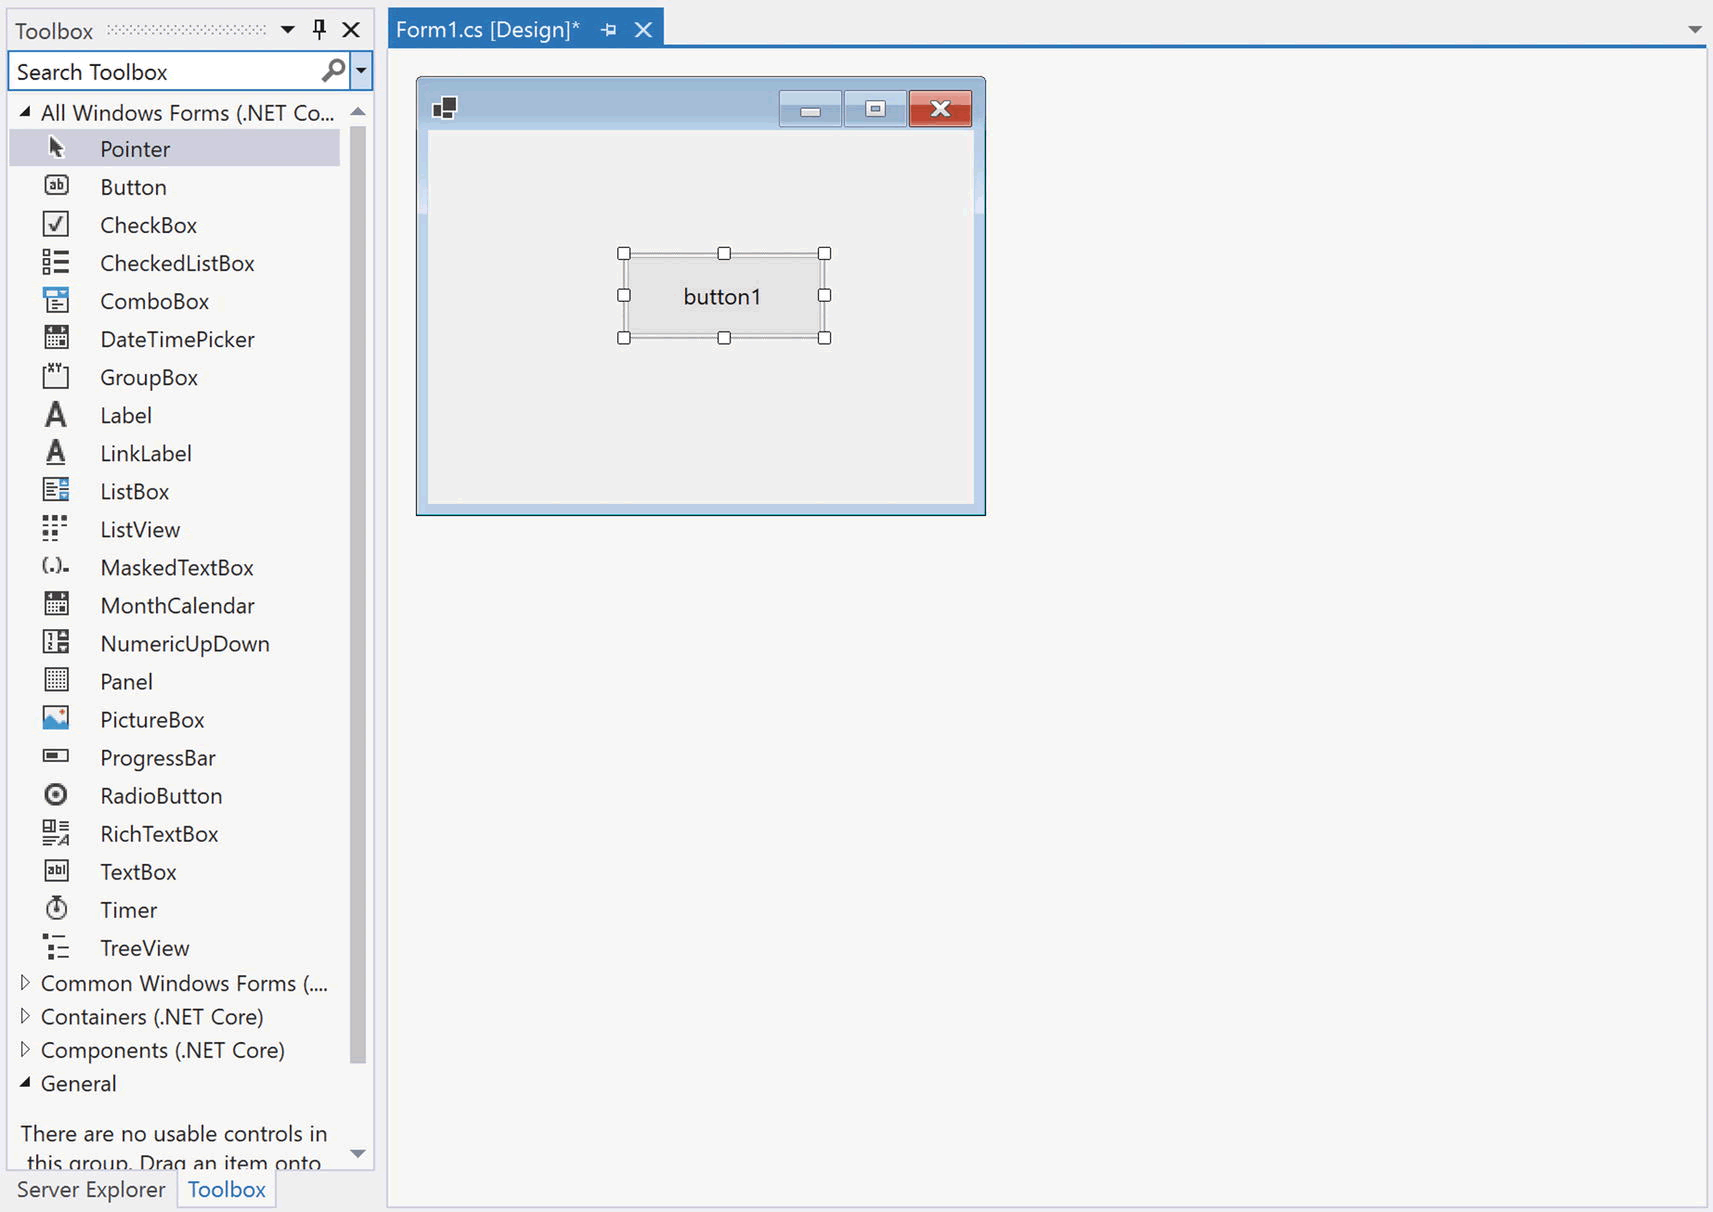 Toolbox
Search Toolbox
All Windows Forms (.NET Co...
Pointer
Button
CheckBox
CheckedListBox
ComboBox
DateTimePicker
GroupBox
Label
LinkLabel
ListBox
ListView
MaskedTextBox
MonthCalendar
NumericUpDown
Panel
PictureBox
ProgressBar
RadioButton
RichTextBox
TextBox
Timer
TreeView
Common Windows Forms (....
Containers (.NET Core)
Components (.NET Core)
General
There are no usable controls in
this group. Drag an item onto
Server Explorer
Toolbox
Form1.cs [Design]*
button1